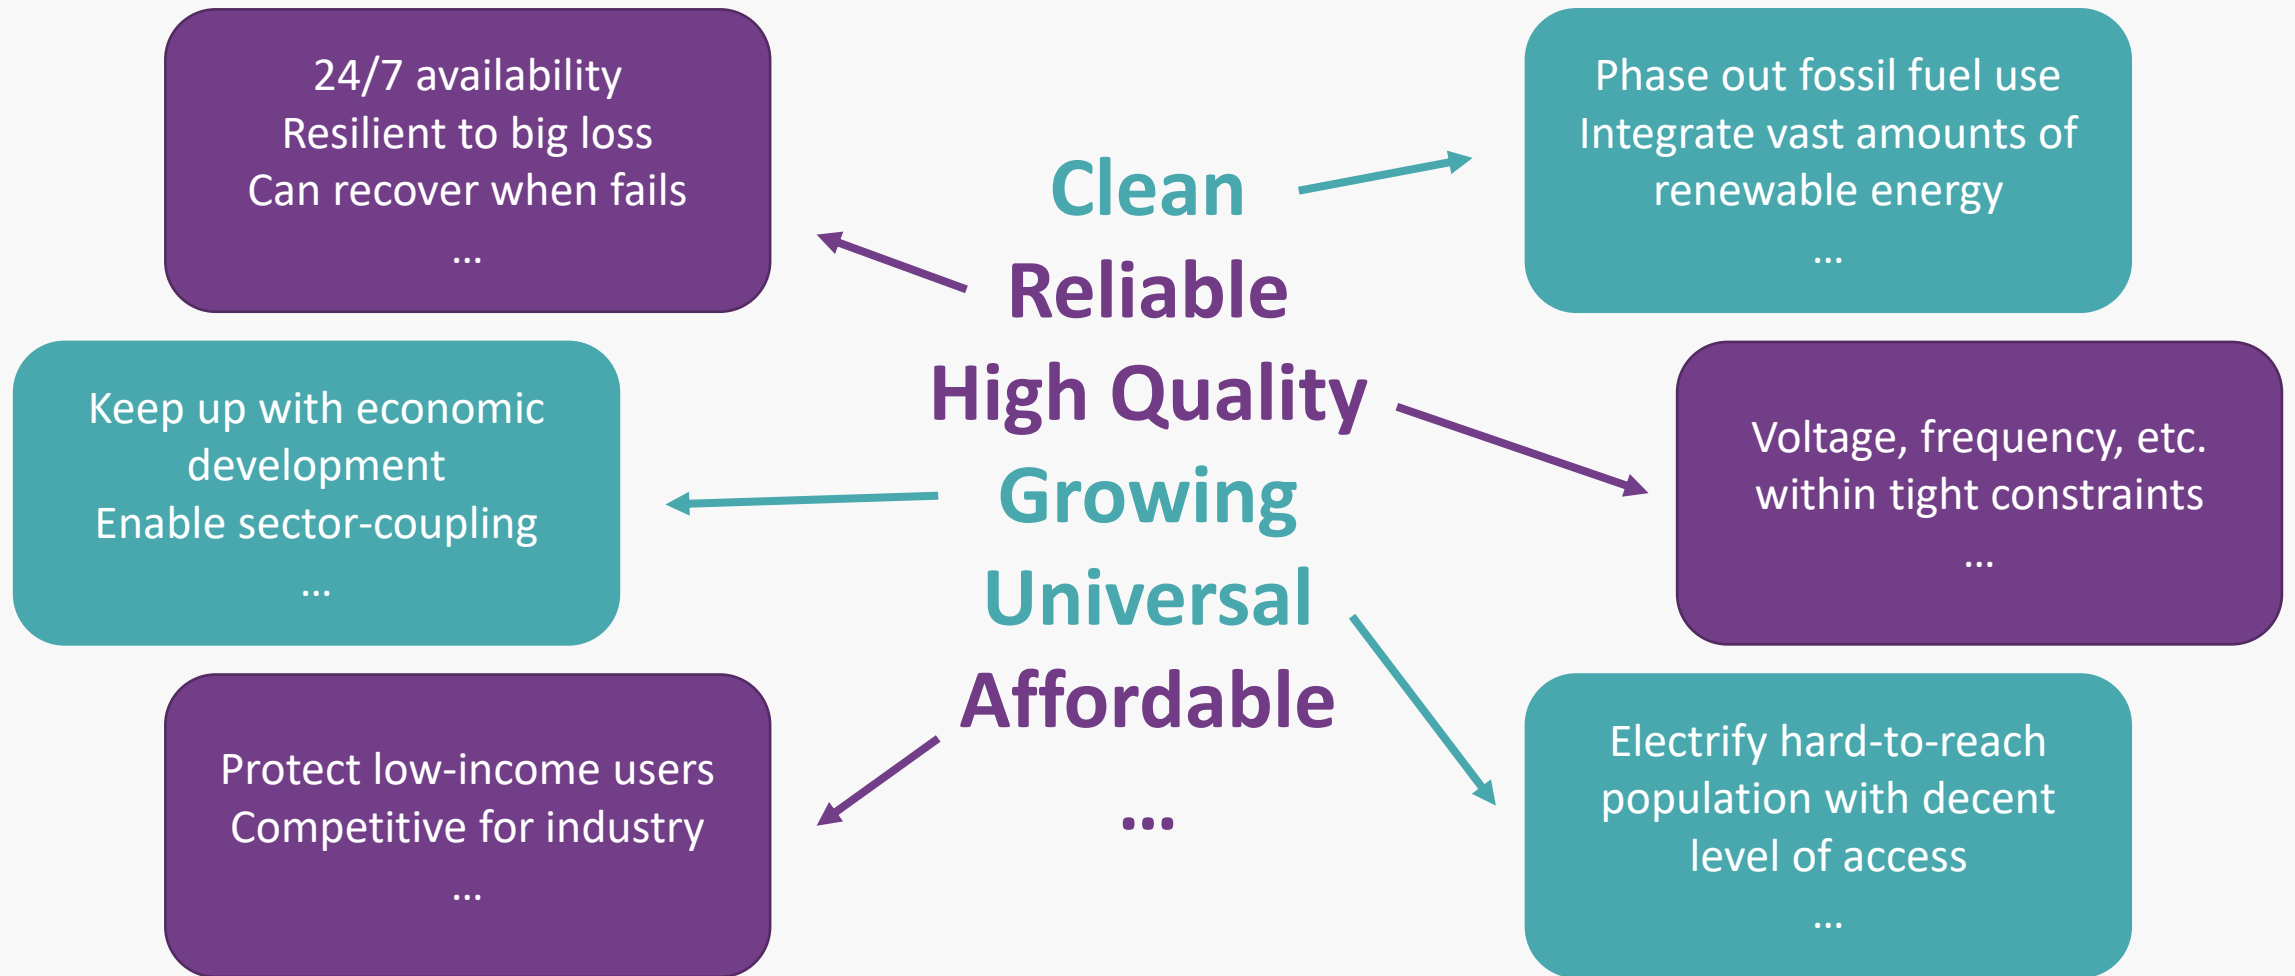 24/7 availability
Resilient to big loss
Can recover when fails
...
Phase out fossil fuel use
Integrate vast amounts of
renewable energy
...
Clean
Reliable
High Quality
Growing
Universal
Affordable
...
Keep up with economic
development
Enable sector-coupling
...
Voltage, frequency, etc.
within tight constraints
...
Protect low-income users
Competitive for industry
...
Electrify hard-to-reach
population with decent
level of access
...